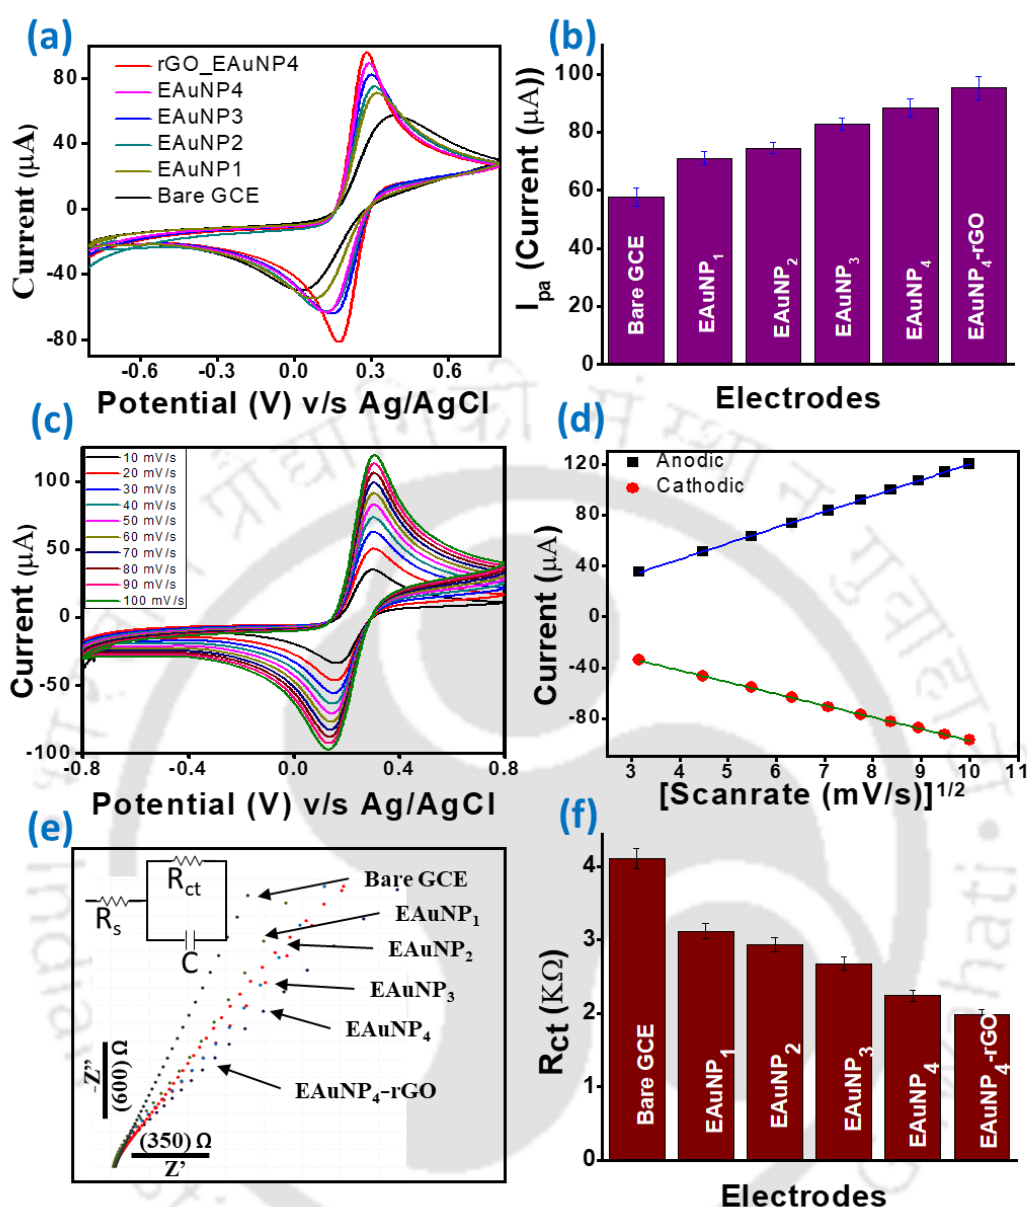 (a)
rGO_EAuNP4
EAuNP4
EAuNP3
EAuNP2
EAuNP1
Bare GCE
80
40
0
-40
-80
Current (µA)
-0.6 -0.3 0.0 0.3 0.6
Potential (V) v/s Ag/AgCl
(b)
100
80
60
40
20
0
I_pa (Current (µA))
Bare GCE
EAuNP₁
EAuNP₂
EAuNP₃
EAuNP₄
EAuNP₄-rGO
Electrodes
(c)
10 mV/s
20 mV/s
30 mV/s
40 mV/s
50 mV/s
60 mV/s
70 mV/s
80 mV/s
90 mV/s
100 mV/s
100
50
0
-50
-100
Current (µA)
-0.8 -0.4 0.0 0.4 0.8
Potential (V) v/s Ag/AgCl
(d)
Anodic
Cathodic
120
80
40
0
-40
-80
Current (µA)
3 4 5 6 7 8 9 10 11
[Scanrate (mV/s)]¹/²
(e)
R_ct
R_s
C
Bare GCE
EAuNP₁
EAuNP₂
EAuNP₃
EAuNP₄
EAuNP₄-rGO
-Z''
(600) Ω
(350) Ω
Z'
(f)
4
3
2
1
0
Rct (KΩ)
Bare GCE
EAuNP₁
EAuNP₂
EAuNP₃
EAuNP₄
EAuNP₄-rGO
Electrodes